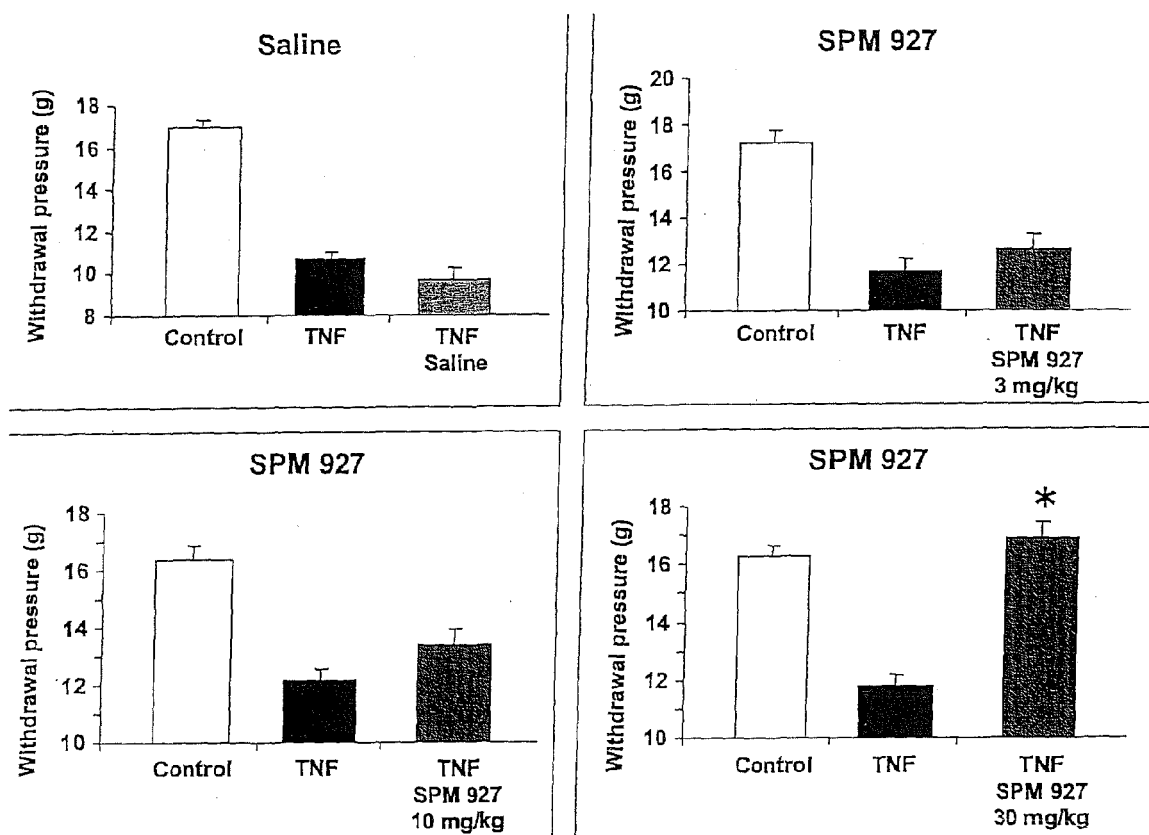 Saline
Withdrawal pressure (g)
18
16
14
12
10
8
Control
TNF
TNF
Saline
SPM 927
Withdrawal pressure (g)
20
18
16
14
12
10
Control
TNF
TNF
SPM 927
3 mg/kg
SPM 927
Withdrawal pressure (g)
18
16
14
12
10
Control
TNF
TNF
SPM 927
10 mg/kg
SPM 927
Withdrawal pressure (g)
18
16
14
12
10
*
Control
TNF
TNF
SPM 927
30 mg/kg